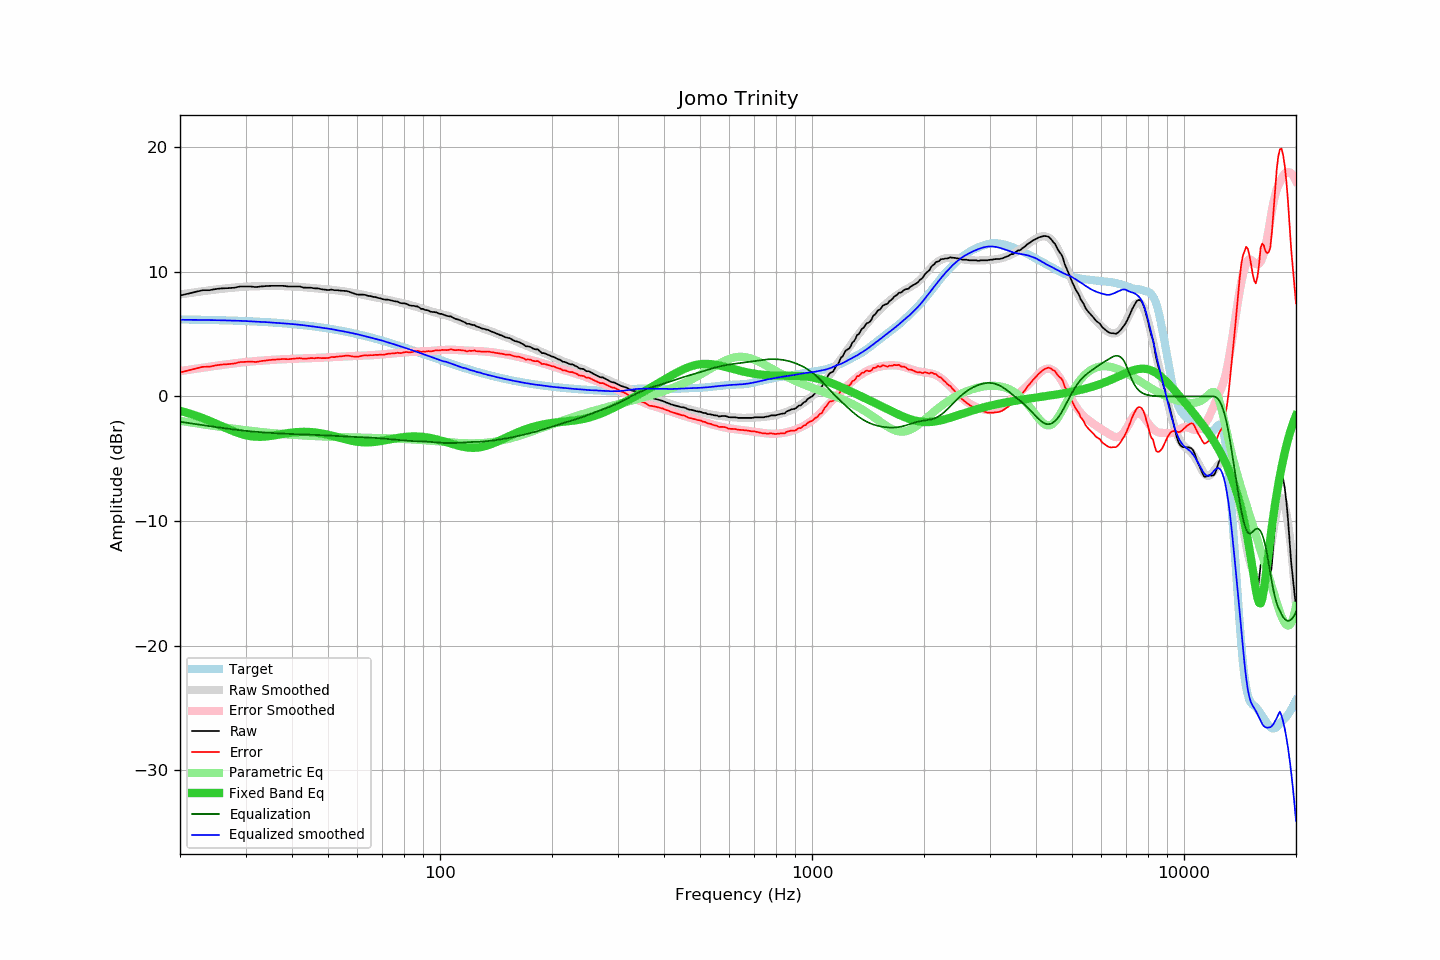 Jomo Trinity
20
10
0
−10
−20
−30
Amplitude (dBr)
Target
Raw Smoothed
Error Smoothed
Raw
Error
Parametric Eq
Fixed Band Eq
Equalization
Equalized smoothed
100
1000
10000
Frequency (Hz)